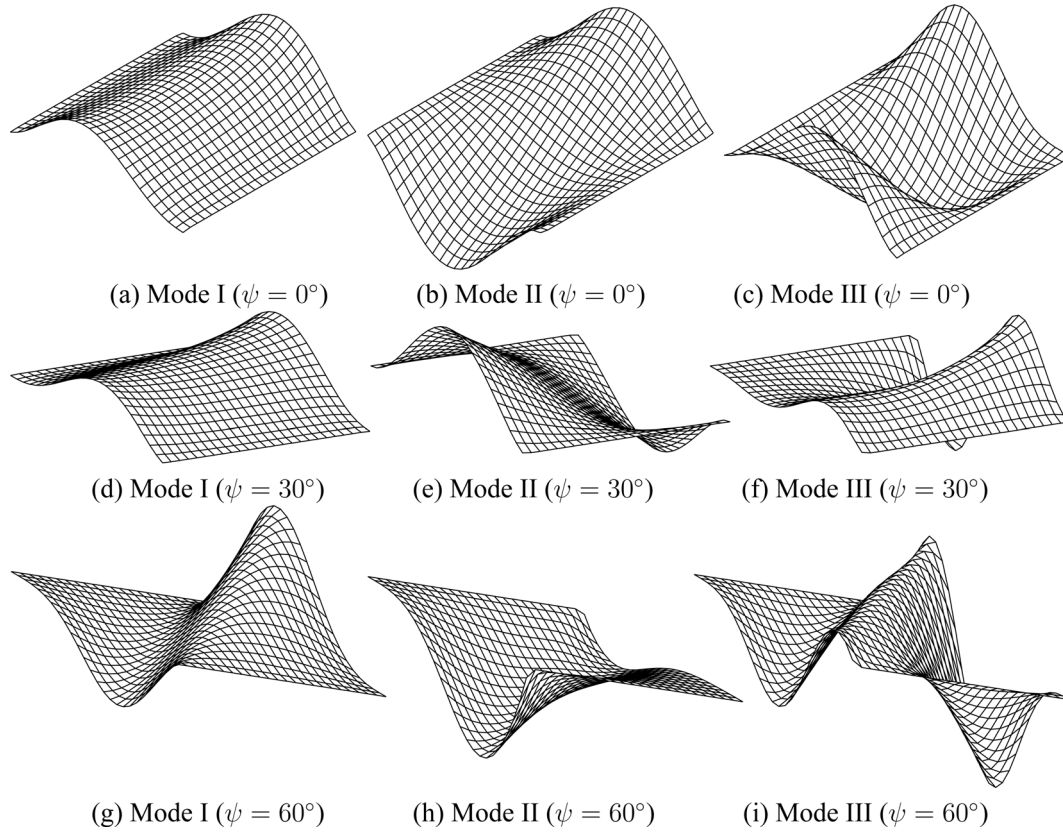 (a) Mode I (ψ = 0°)
(b) Mode II (ψ = 0°)
(c) Mode III (ψ = 0°)
(d) Mode I (ψ = 30°)
(e) Mode II (ψ = 30°)
(f) Mode III (ψ = 30°)
(g) Mode I (ψ = 60°)
(h) Mode II (ψ = 60°)
(i) Mode III (ψ = 60°)